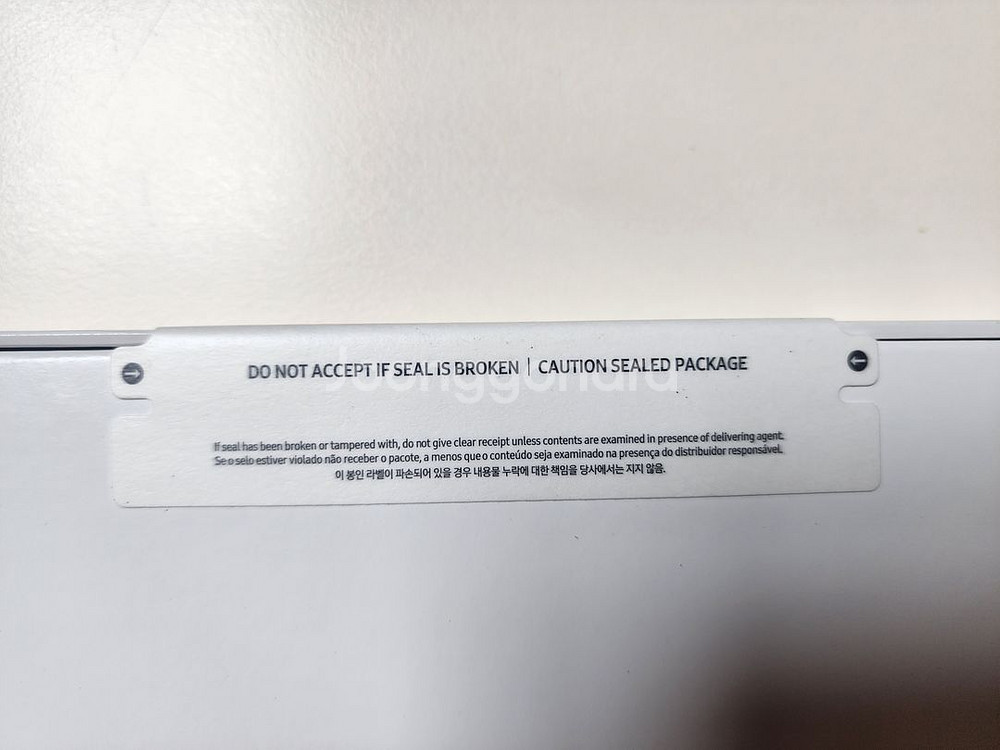 DO NOT ACCEPT IF SEAL IS BROKEN | CAUTION SEALED PACKAGE
joonggonara
If seal has been broken or tampered with, do not give clear receipt unless contents are examined in presence of delivering agent.
Se o selo estiver violado não receber o pacote, a menos que o conteúdo seja examinado na presença do distribuidor responsável.
이 봉인 라벨이 파손되어 있을 경우 내용물 누락에 대한 책임을 당사에서는 지지 않음.